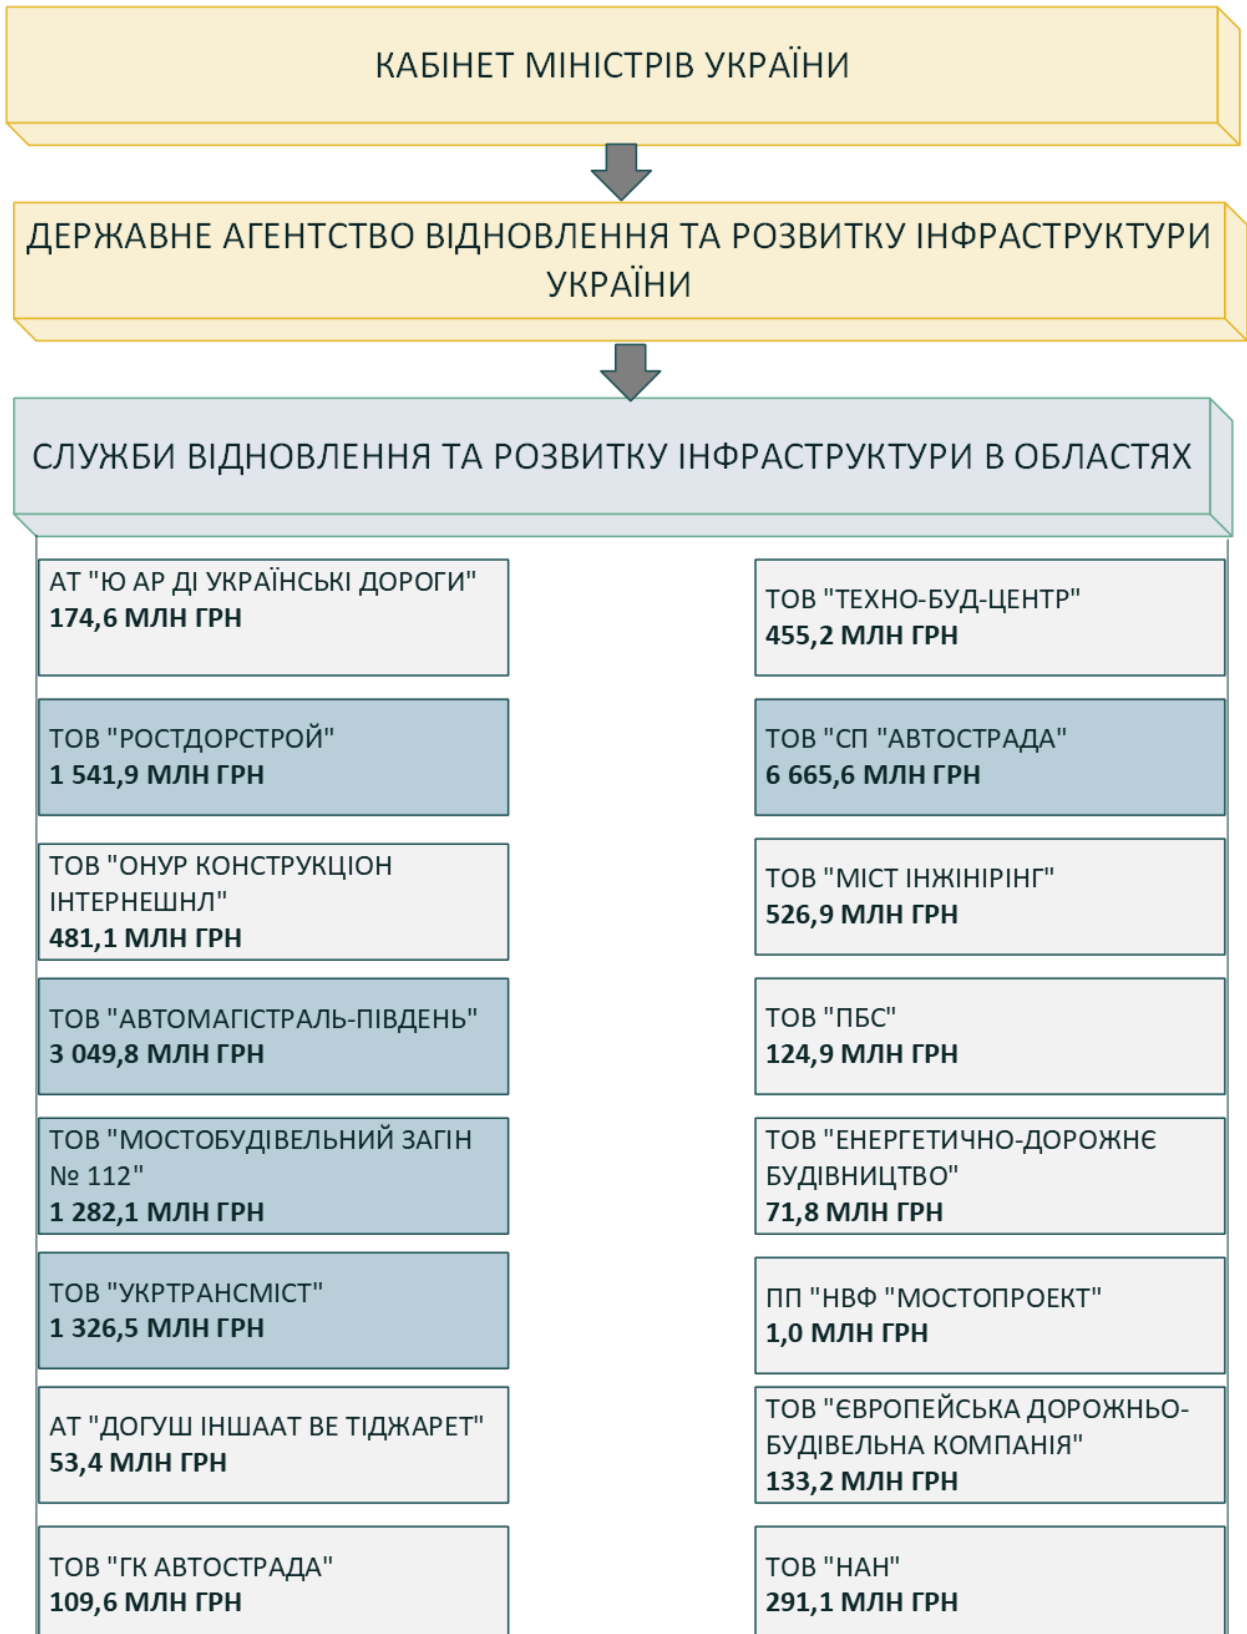 КАБІНЕТ МІНІСТРІВ УКРАЇНИ
ДЕРЖАВНЕ АГЕНТСТВО ВІДНОВЛЕННЯ ТА РОЗВИТКУ ІНФРАСТРУКТУРИ
УКРАЇНИ
СЛУЖБИ ВІДНОВЛЕННЯ ТА РОЗВИТКУ ІНФРАСТРУКТУРИ В ОБЛАСТЯХ
АТ "Ю АР ДІ УКРАЇНСЬКІ ДОРОГИ"
174,6 МЛН ГРН
ТОВ "ТЕХНО-БУД-ЦЕНТР"
455,2 МЛН ГРН
ТОВ "РОСТДОРСТРОЙ"
1 541,9 МЛН ГРН
ТОВ "СП "АВТОСТРАДА"
6 665,6 МЛН ГРН
ТОВ "ОНУР КОНСТРУКЦІОН
ІНТЕРНЕШНЛ"
481,1 МЛН ГРН
ТОВ "МІСТ ІНЖІНІРІНГ"
526,9 МЛН ГРН
ТОВ "АВТОМАГІСТРАЛЬ-ПІВДЕНЬ"
3 049,8 МЛН ГРН
ТОВ "ПБС"
124,9 МЛН ГРН
ТОВ "МОСТОБУДІВЕЛЬНИЙ ЗАГІН
№ 112"
1 282,1 МЛН ГРН
ТОВ "ЕНЕРГЕТИЧНО-ДОРОЖНЄ
БУДІВНИЦТВО"
71,8 МЛН ГРН
ТОВ "УКРТРАНСМІСТ"
1 326,5 МЛН ГРН
ПП "НВФ "МОСТОПРОЕКТ"
1,0 МЛН ГРН
АТ "ДОГУШ ІНШААТ ВЕ ТІДЖАРЕТ"
53,4 МЛН ГРН
ТОВ "ЄВРОПЕЙСЬКА ДОРОЖНЬО-
БУДІВЕЛЬНА КОМПАНІЯ"
133,2 МЛН ГРН
ТОВ "ГК АВТОСТРАДА"
109,6 МЛН ГРН
ТОВ "НАН"
291,1 МЛН ГРН